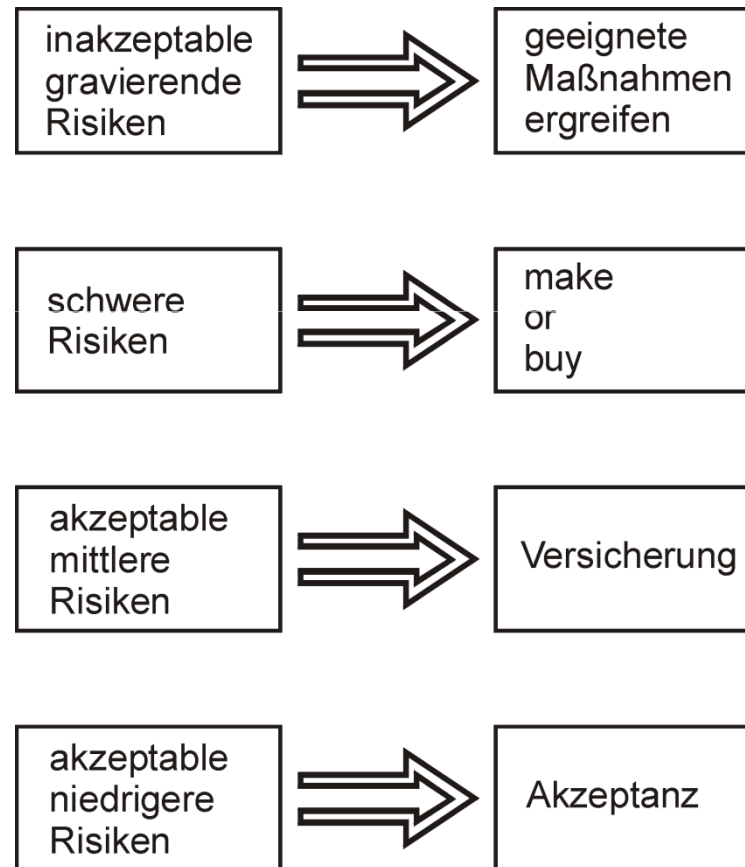 inakzeptable
gravierende
Risiken
geeignete
Maßnahmen
ergreifen
schwere
Risiken
make
or
buy
akzeptable
mittlere
Risiken
Versicherung
akzeptable
niedrigere
Risiken
Akzeptanz